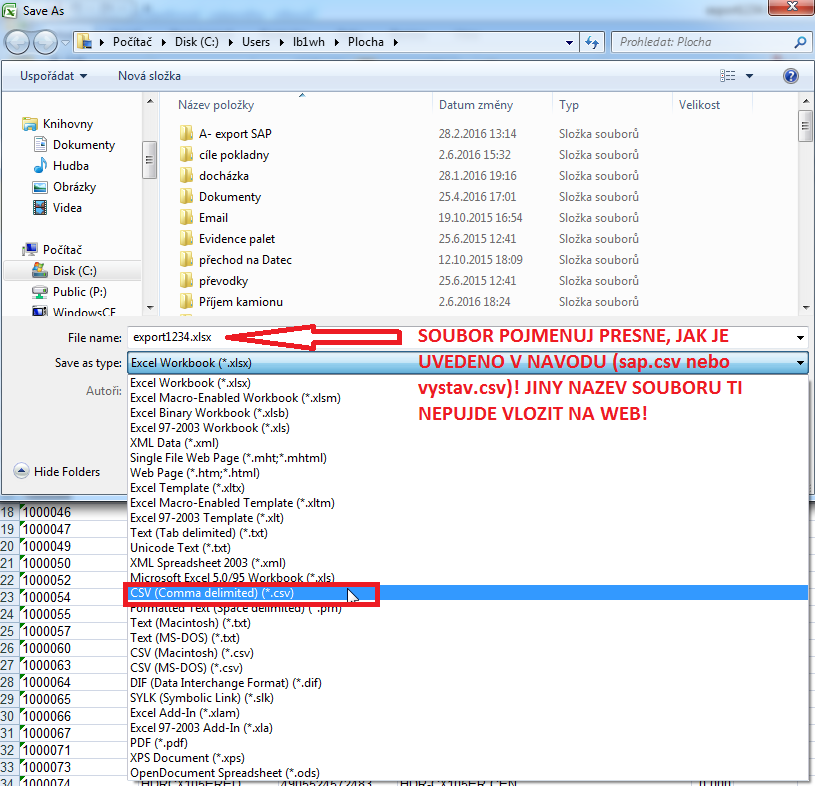 Save As
Počítač Disk (C:) Users lb1wh Plocha
Prohledat: Plocha
Uspořádat Nová složka
Název položky Datum změny Typ Velikost
Knihovny
Dokumenty
Hudba
Obrázky
Videa
Počítač
Disk (C:)
Public (P:)
WindowsCE
A- export SAP 28.2.2016 13:14 Složka souborů
cíle pokladny 2.6.2016 15:32 Složka souborů
docházka 28.1.2016 19:16 Složka souborů
Dokumenty 25.4.2016 17:01 Složka souborů
Email 19.10.2015 16:54 Složka souborů
Evidence palet 25.6.2015 12:41 Složka souborů
přechod na Datec 12.10.2015 18:09 Složka souborů
převodky 25.6.2015 12:41 Složka souborů
Příjem kamionu 2.6.2016 18:24 Složka souborů
File name: export1234.xlsx
Save as type: Excel Workbook (*.xlsx)
Autoři:
SOUBOR POJMENUJ PRESNE, JAK JE
UVEDENO V NAVODU (sap.csv nebo
vystav.csv)! JINY NAZEV SOUBORU TI
NEPUJDE VLOZIT NA WEB!
Hide Folders
Excel Workbook (*.xlsx)
Excel Macro-Enabled Workbook (*.xlsm)
Excel Binary Workbook (*.xlsb)
Excel 97-2003 Workbook (*.xls)
XML Data (*.xml)
Single File Web Page (*.mht;*.mhtml)
Web Page (*.htm;*.html)
Excel Template (*.xltx)
Excel Macro-Enabled Template (*.xltm)
Excel 97-2003 Template (*.xlt)
Text (Tab delimited) (*.txt)
Unicode Text (*.txt)
XML Spreadsheet 2003 (*.xml)
Microsoft Excel 5.0/95 Workbook (*.xls)
CSV (Comma delimited) (*.csv)
Formatted Text (Space delimited) (*.prn)
Text (Macintosh) (*.txt)
Text (MS-DOS) (*.txt)
CSV (Macintosh) (*.csv)
CSV (MS-DOS) (*.csv)
DIF (Data Interchange Format) (*.dif)
SYLK (Symbolic Link) (*.slk)
Excel Add-In (*.xlam)
Excel 97-2003 Add-In (*.xla)
PDF (*.pdf)
XPS Document (*.xps)
OpenDocument Spreadsheet (*.ods)
18 1000046
19 1000047
20 1000049
21 1000050
22 1000052
23 1000054
24 1000055
25 1000057
26 1000060
27 1000063
28 1000064
29 1000065
30 1000066
31 1000067
32 1000071
33 1000073
34 1000074